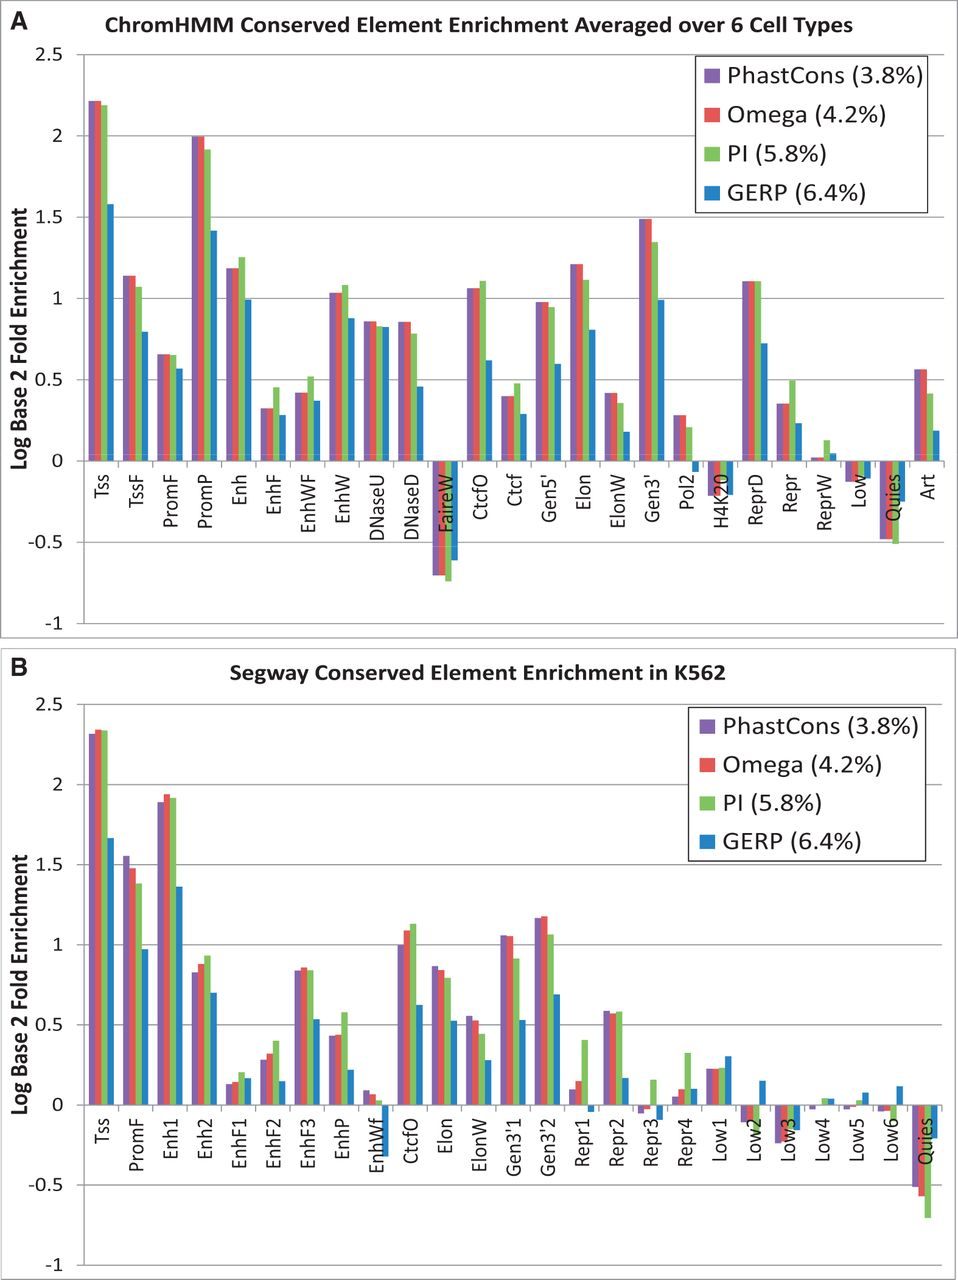 A
ChromHMM Conserved Element Enrichment Averaged over 6 Cell Types
2.5
2
1.5
1
0.5
0
-0.5
-1
Log Base 2 Fold Enrichment
PhastCons (3.8%)
Omega (4.2%)
PI (5.8%)
GERP (6.4%)
Tss
TssF
PromF
PromP
Enh
EnhF
EnhWF
EnhW
DNaseU
DNaseD
FaireW
CtcfO
Ctcf
Gen5'
Elon
ElonW
Gen3'
Pol2
H4K20
ReprD
Repr
ReprW
Low
Quies
Art
B
Segway Conserved Element Enrichment in K562
2.5
2
1.5
1
0.5
0
-0.5
-1
Log Base 2 Fold Enrichment
PhastCons (3.8%)
Omega (4.2%)
PI (5.8%)
GERP (6.4%)
Tss
PromF
Enh1
Enh2
EnhF1
EnhF2
EnhF3
EnhP
EnhWf
CtcfO
Elon
ElonW
Gen3'1
Gen3'2
Repr1
Repr2
Repr3
Repr4
Low1
Low2
Low3
Low4
Low5
Low6
Quies